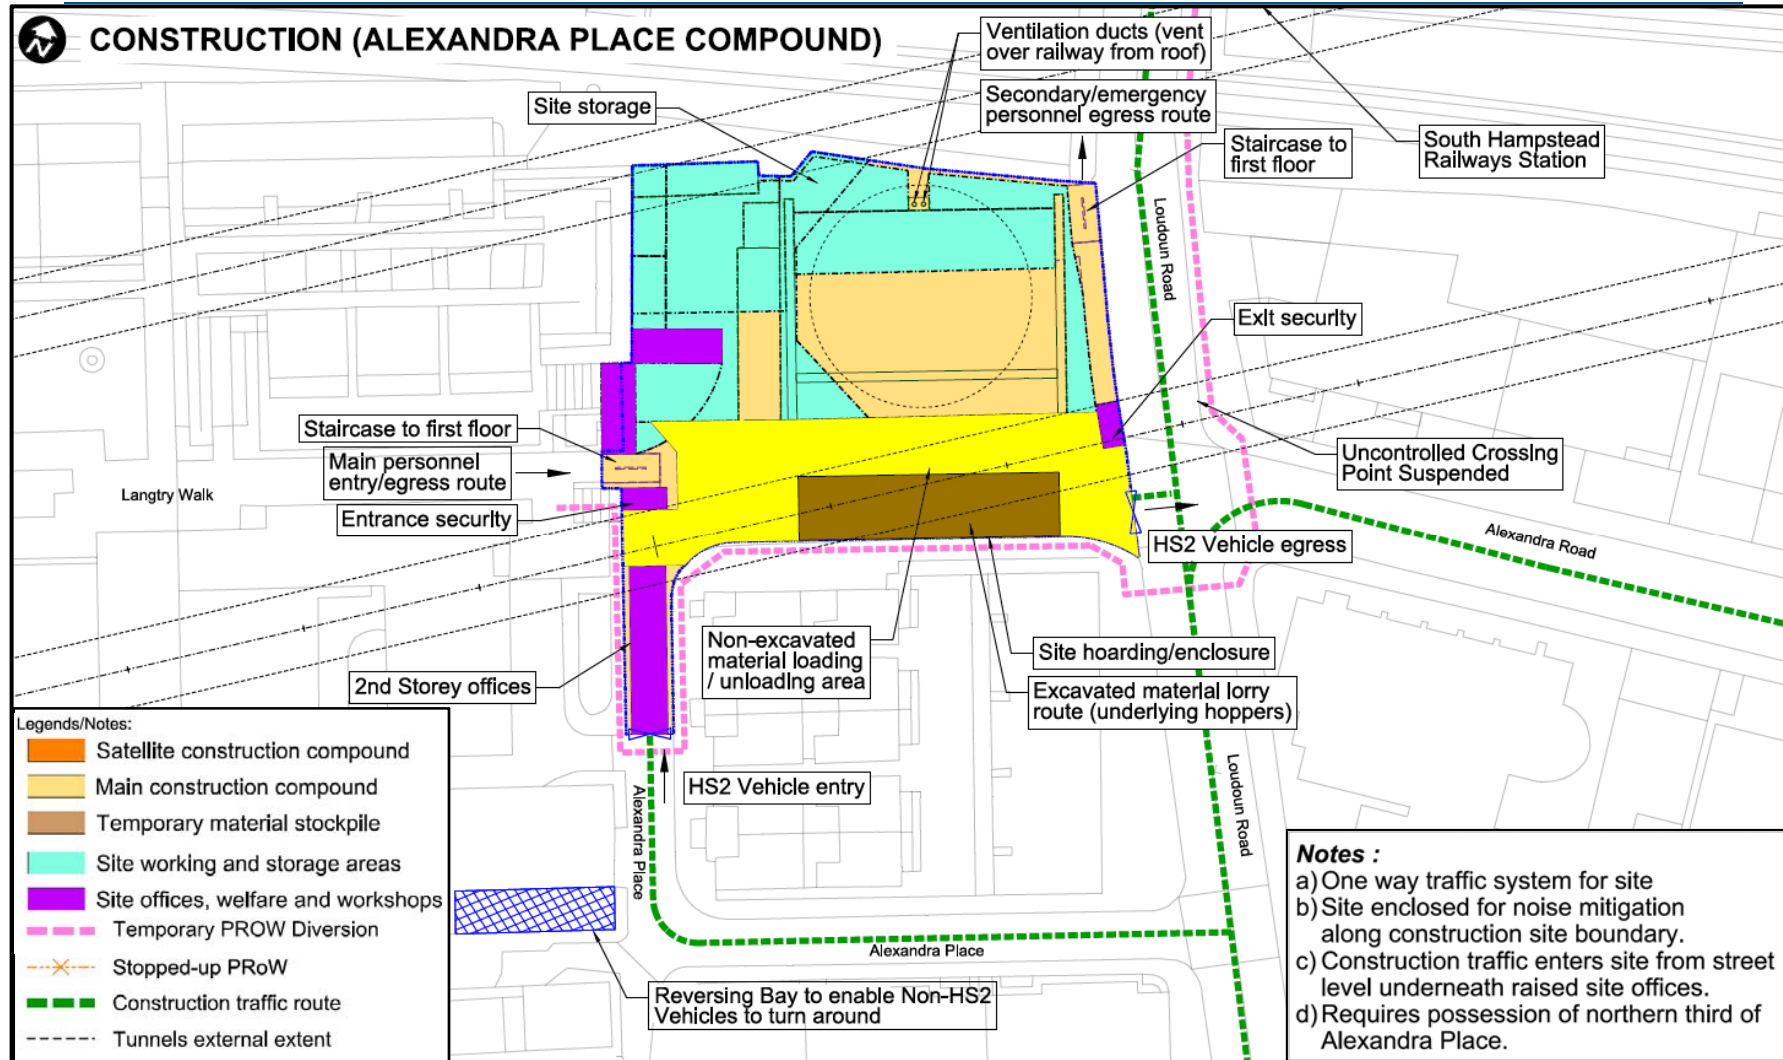 N
CONSTRUCTION (ALEXANDRA PLACE COMPOUND)
Ventilation ducts (vent
over railway from roof)
Site storage
Secondary/emergency
personnel egress route
Staircase to
first floor
South Hampstead
Railways Station
Loudoun Road
Exit security
Staircase to first floor
Main personnel
entry/egress route
Uncontrolled Crossing
Point Suspended
Langtry Walk
Entrance security
HS2 Vehicle egress
Alexandra Road
Non-excavated
material loading
/ unloading area
Site hoarding/enclosure
2nd Storey offices
Excavated material lorry
route (underlying hoppers)
HS2 Vehicle entry
Alexandra Place
Loudoun Road
Alexandra Place
Reversing Bay to enable Non-HS2
Vehicles to turn around
Legends/Notes:
Satellite construction compound
Main construction compound
Temporary material stockpile
Site working and storage areas
Site offices, welfare and workshops
Temporary PROW Diversion
Stopped-up PRoW
Construction traffic route
Tunnels external extent
Notes :
a) One way traffic system for site
b) Site enclosed for noise mitigation
along construction site boundary.
c) Construction traffic enters site from street
level underneath raised site offices.
d) Requires possession of northern third of
Alexandra Place.